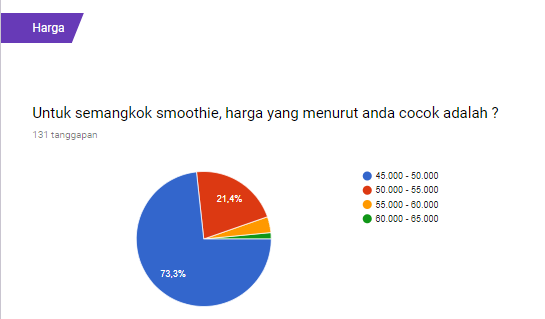 Harga
Untuk semangkok smoothie, harga yang menurut anda cocok adalah ?
131 tanggapan
45.000 - 50.000
50.000 - 55.000
55.000 - 60.000
60.000 - 65.000
21,4%
73,3%